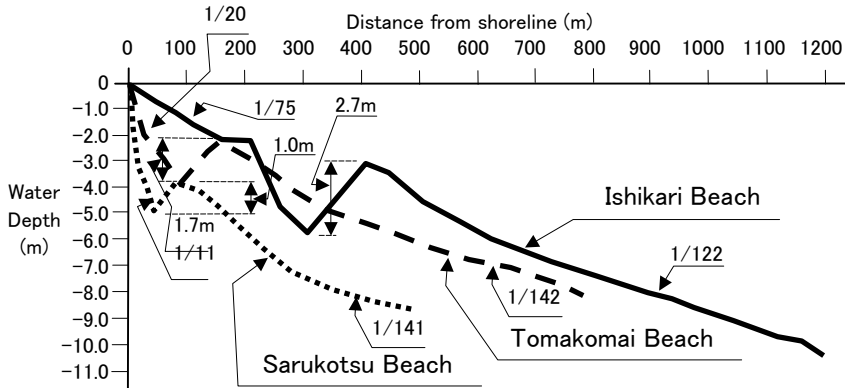 Distance from shoreline (m)
0 100 200 300 400 500 600 700 800 900 1000 1100 1200
Water
Depth
(m)
0
-1.0
-2.0
-3.0
-4.0
-5.0
-6.0
-7.0
-8.0
-9.0
-10.0
-11.0
1/20
1/75
2.7m
1.0m
1.7m
1/11
Ishikari Beach
1/122
1/142
Tomakomai Beach
1/141
Sarukotsu Beach